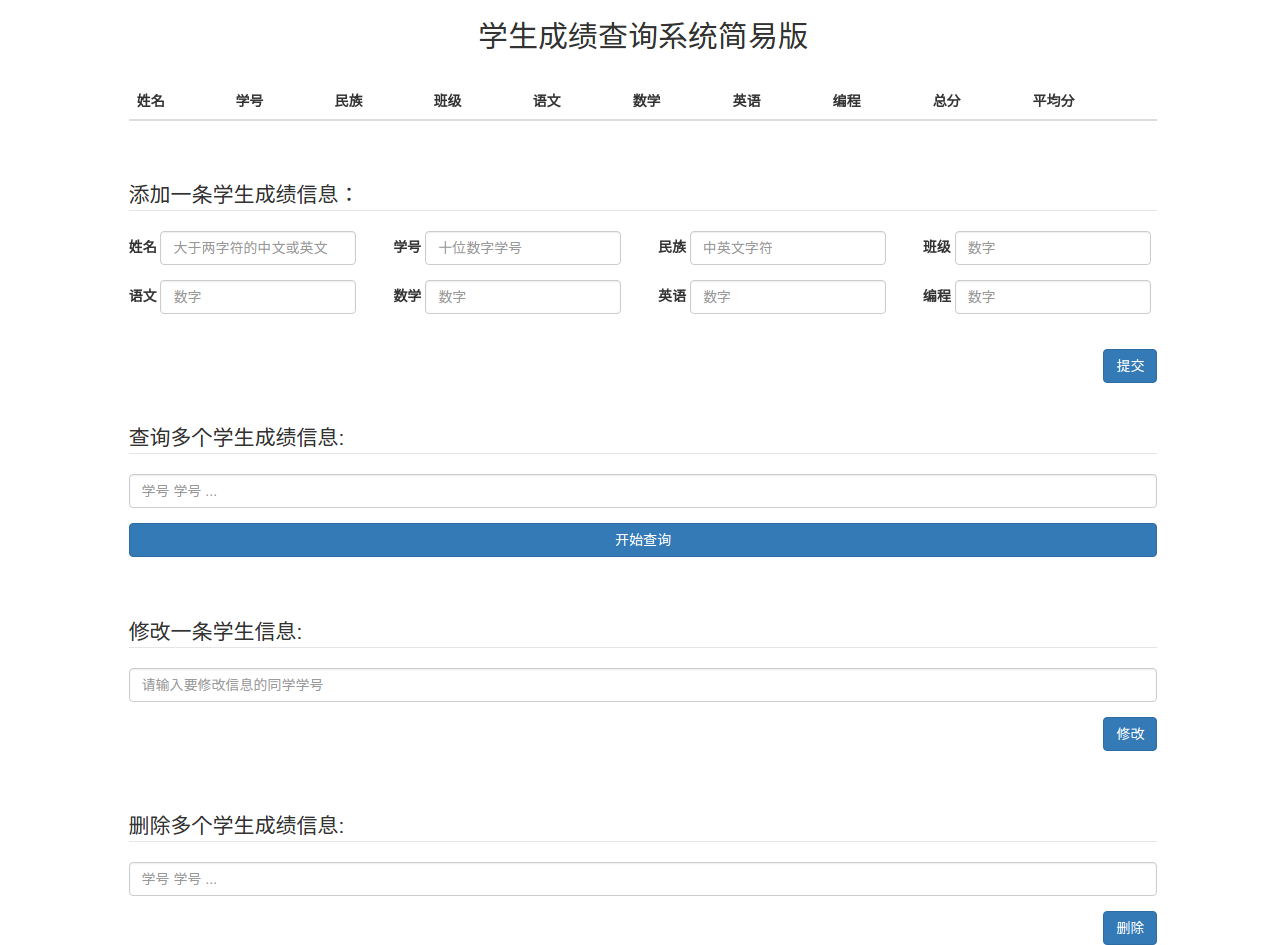 学生成绩查询系统简易版
姓名 学号 民族 班级 语文 数学 英语 编程 总分 平均分
添加一条学生成绩信息：
姓名 大于两字符的中文或英文 学号 十位数字学号 民族 中英文字符 班级 数字
语文 数字 数学 数字 英语 数字 编程 数字
提交
查询多个学生成绩信息:
学号 学号 ...
开始查询
修改一条学生信息:
请输入要修改信息的同学学号
修改
删除多个学生成绩信息:
学号 学号 ...
删除